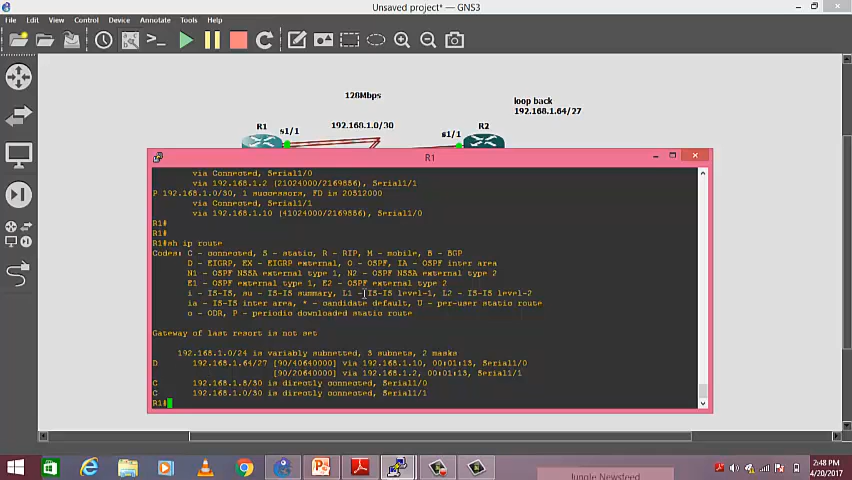 Unsaved project* — GNS3
File Edit View Control Device Annotate Tools Help
128Mbps
loop back
192.168.1.64/27
R1
s1/1
192.168.1.0/30
s1/1
R2
R1
via Connected, Serial1/0
via 192.168.1.2 (21024000/2169856), Serial1/1
P 192.168.1.0/30, 1 successors, FD is 20512000
via Connected, Serial1/1
via 192.168.1.10 (41024000/2169856), Serial1/0
R1#
R1#
R1#sh ip route
Codes: C - connected, S - static, R - RIP, M - mobile, B - BGP
D - EIGRP, EX - EIGRP external, O - OSPF, IA - OSPF inter area
N1 - OSPF NSSA external type 1, N2 - OSPF NSSA external type 2
E1 - OSPF external type 1, E2 - OSPF external type 2
i - IS-IS, su - IS-IS summary, L1 - IS-IS level-1, L2 - IS-IS level-2
ia - IS-IS inter area, * - candidate default, U - per-user static route
o - ODR, P - periodic downloaded static route
Gateway of last resort is not set
192.168.1.0/24 is variably subnetted, 3 subnets, 2 masks
D 192.168.1.64/27 [90/40640000] via 192.168.1.10, 00:01:13, Serial1/0
[90/20640000] via 192.168.1.2, 00:01:13, Serial1/1
C 192.168.1.8/30 is directly connected, Serial1/0
C 192.168.1.0/30 is directly connected, Serial1/1
R1#
Jungle Newsfeed
2:48 PM
4/20/2017